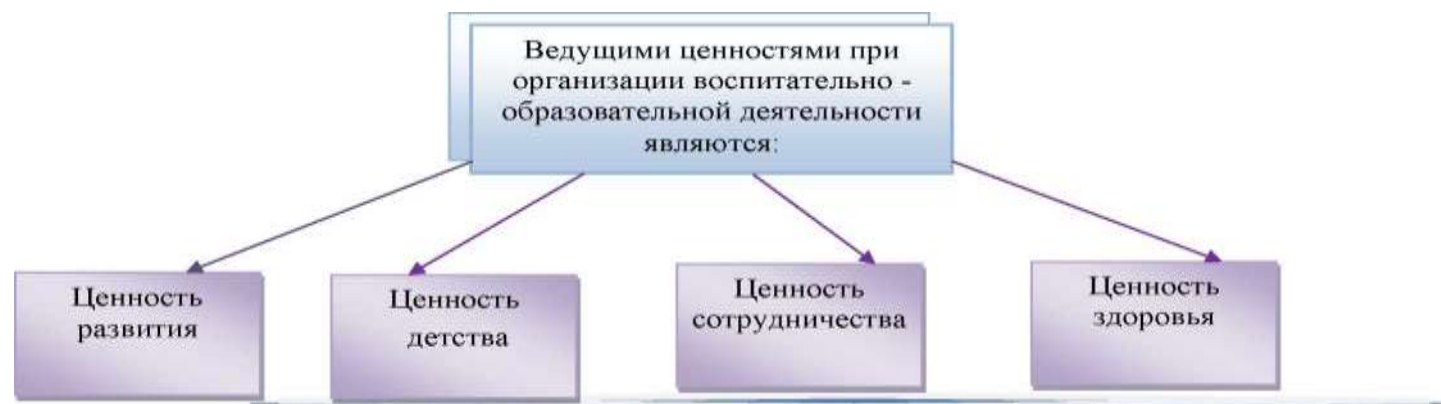 Ведущими ценностями при
организации воспитательно -
образовательной деятельности
являются:
Ценность
развития
Ценность
детства
Ценность
сотрудничества
Ценность
здоровья